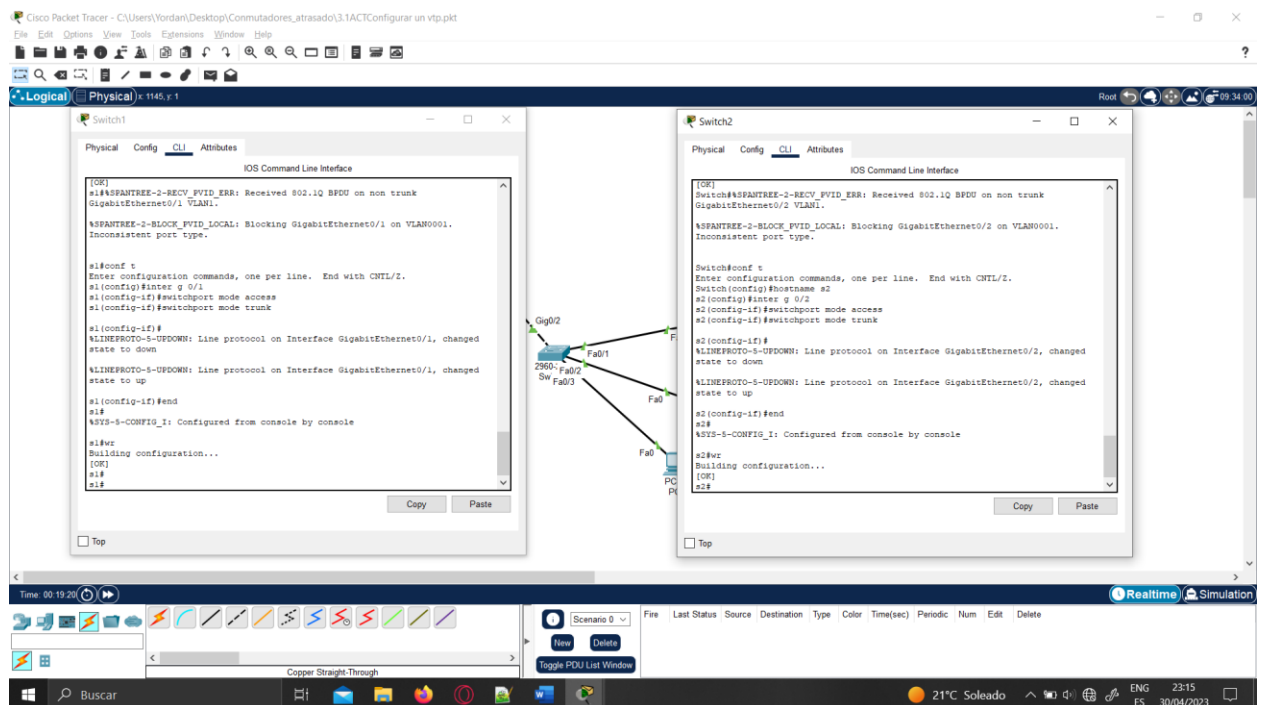 Cisco Packet Tracer - C:\Users\Yordan\Desktop\Conmutadores_atrasado\3.1ACTConfigurar un vtp.pkt
File Edit Options View Tools Extensions Window Help
?
Logical Physical x: 1145, y: 1
Root 09:34:00
Switch1
Physical Config CLI Attributes
IOS Command Line Interface
[OK]
s1#%SPANTREE-2-RECV_PVID_ERR: Received 802.1Q BPDU on non trunk
GigabitEthernet0/1 VLAN1.
%SPANTREE-2-BLOCK_PVID_LOCAL: Blocking GigabitEthernet0/1 on VLAN0001.
Inconsistent port type.
s1#conf t
Enter configuration commands, one per line. End with CNTL/Z.
s1(config)#inter g 0/1
s1(config-if)#switchport mode access
s1(config-if)#switchport mode trunk
s1(config-if)#
%LINEPROTO-5-UPDOWN: Line protocol on Interface GigabitEthernet0/1, changed
state to down
%LINEPROTO-5-UPDOWN: Line protocol on Interface GigabitEthernet0/1, changed
state to up
s1(config-if)#end
s1#
%SYS-5-CONFIG_I: Configured from console by console
s1#wr
Building configuration...
[OK]
s1#
s1#
Copy Paste
Top
Gig0/2
Fa0/1
2960-
Fa0/2
Sw
Fa0/3
F
Fa0
Fa0
PC
P
Switch2
Physical Config CLI Attributes
IOS Command Line Interface
[OK]
Switch#%SPANTREE-2-RECV_PVID_ERR: Received 802.1Q BPDU on non trunk
GigabitEthernet0/2 VLAN1.
%SPANTREE-2-BLOCK_PVID_LOCAL: Blocking GigabitEthernet0/2 on VLAN0001.
Inconsistent port type.
Switch#conf t
Enter configuration commands, one per line. End with CNTL/Z.
Switch(config)#hostname s2
s2(config)#inter g 0/2
s2(config-if)#switchport mode access
s2(config-if)#switchport mode trunk
s2(config-if)#
%LINEPROTO-5-UPDOWN: Line protocol on Interface GigabitEthernet0/2, changed
state to down
%LINEPROTO-5-UPDOWN: Line protocol on Interface GigabitEthernet0/2, changed
state to up
s2(config-if)#end
s2#
%SYS-5-CONFIG_I: Configured from console by console
s2#wr
Building configuration...
[OK]
s2#
Copy Paste
Top
Time: 00:19:20
Realtime Simulation
Scenario 0
New Delete
Toggle PDU List Window
Fire Last Status Source Destination Type Color Time(sec) Periodic Num Edit Delete
Copper Straight-Through
Buscar
21°C Soleado
ENG
ES
23:15
30/04/2023